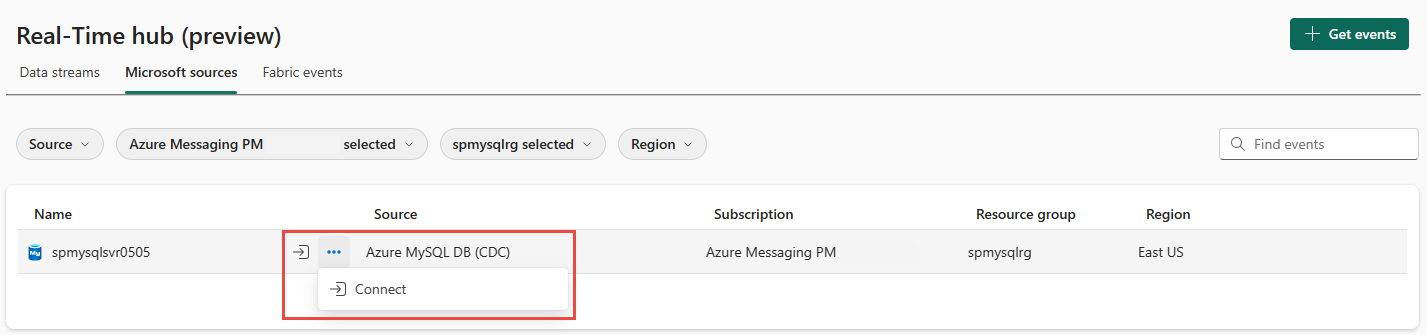 Real-Time hub (preview)
Get events
Data streams Microsoft sources Fabric events
Source Azure Messaging PM selected spmysqlrg selected Region Find events
Name Source Subscription Resource group Region
My spmysqlsvr0505 Azure MySQL DB (CDC) Azure Messaging PM spmysqlrg East US
Connect